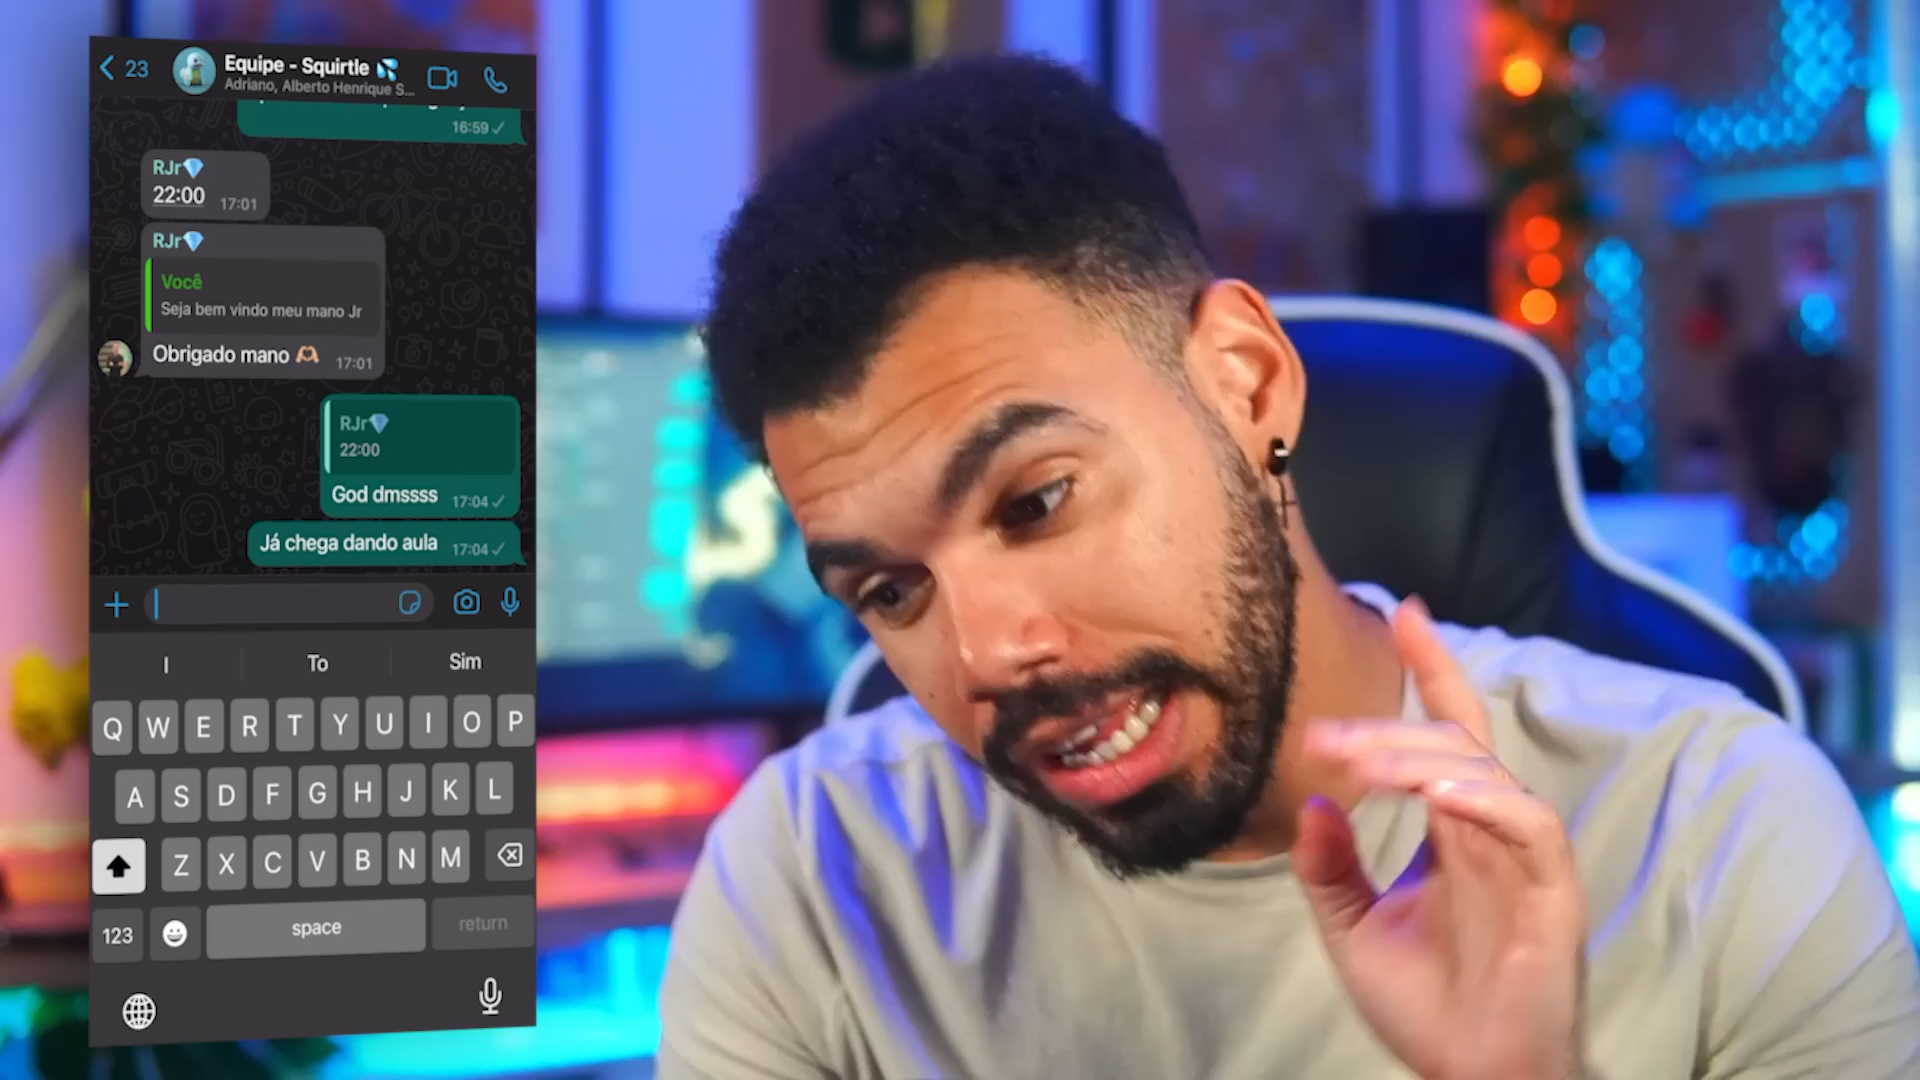 23
Equipe - Squirtle 💦
Adriano, Alberto Henrique S...
16:59
RJr💎
22:00 17:01
RJr💎
Você
Seja bem vindo meu mano Jr
Obrigado mano 🫶🏽 17:01
RJr💎
22:00
God dmssss 17:04
Já chega dando aula 17:04
I To Sim
Q W E R T Y U I O P
A S D F G H J K L
Z X C V B N M
123 space return